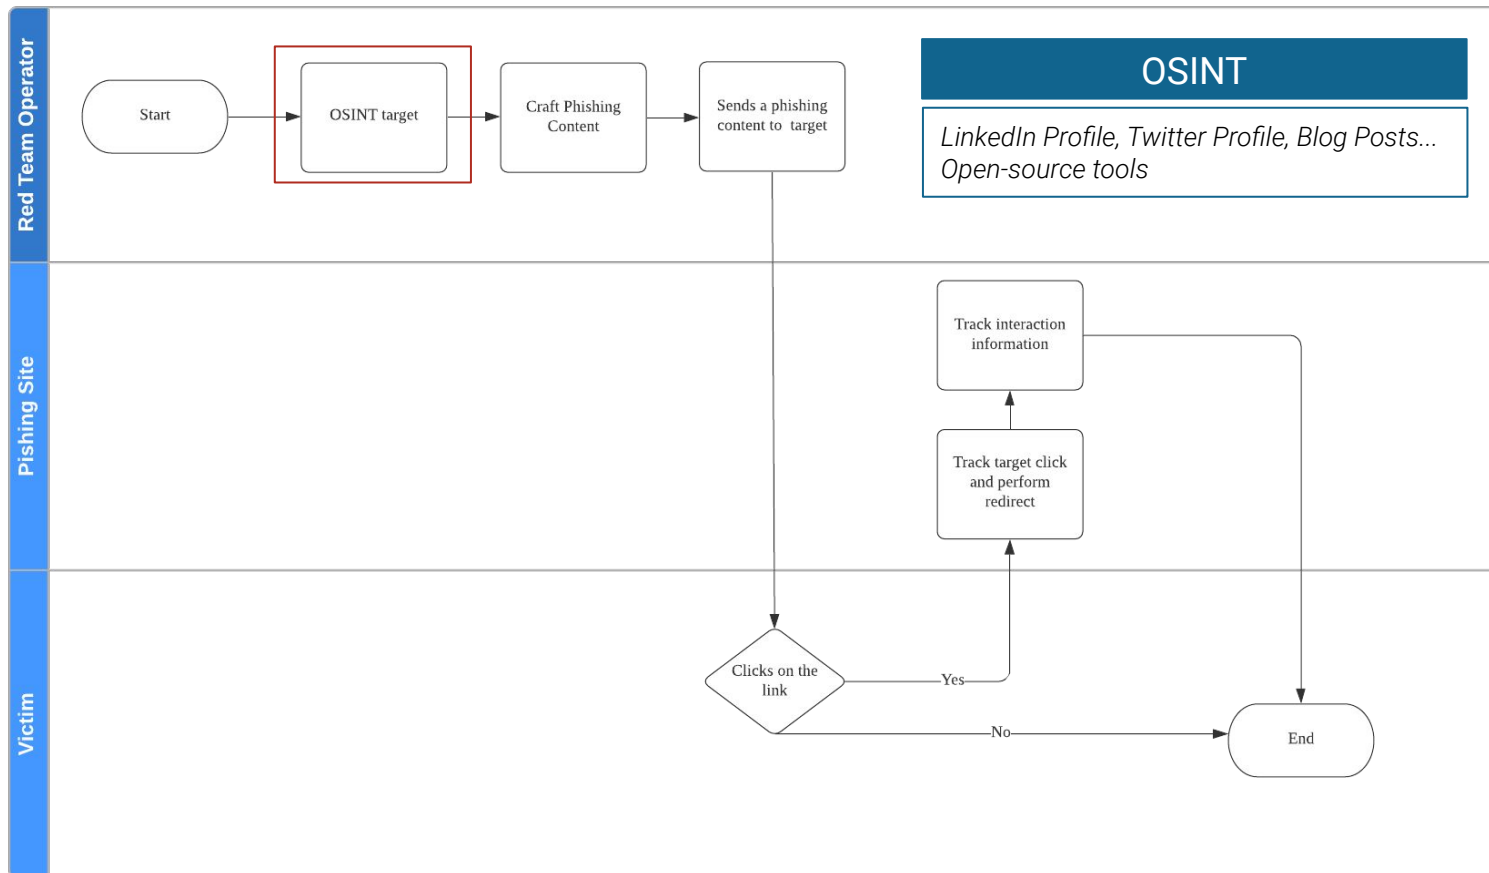 Red Team Operator
Start
OSINT target
Craft Phishing
Content
Sends a phishing
content to target
OSINT
LinkedIn Profile, Twitter Profile, Blog Posts...
Open-source tools
Pishing Site
Track interaction
information
Track target click
and perform
redirect
Victim
Clicks on the
link
Yes
No
End